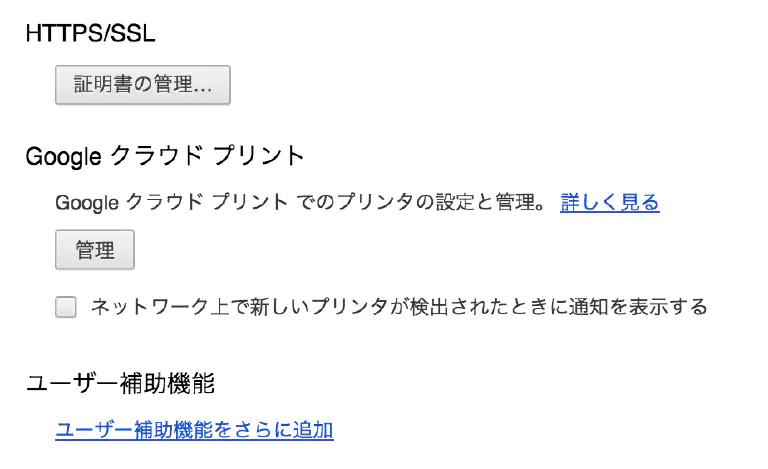 HTTPS/SSL
証明書の管理...
Google クラウド プリント
Google クラウド プリント でのプリンタの設定と管理。 詳しく見る
管理
ネットワーク上で新しいプリンタが検出されたときに通知を表示する
ユーザー補助機能
ユーザー補助機能をさらに追加